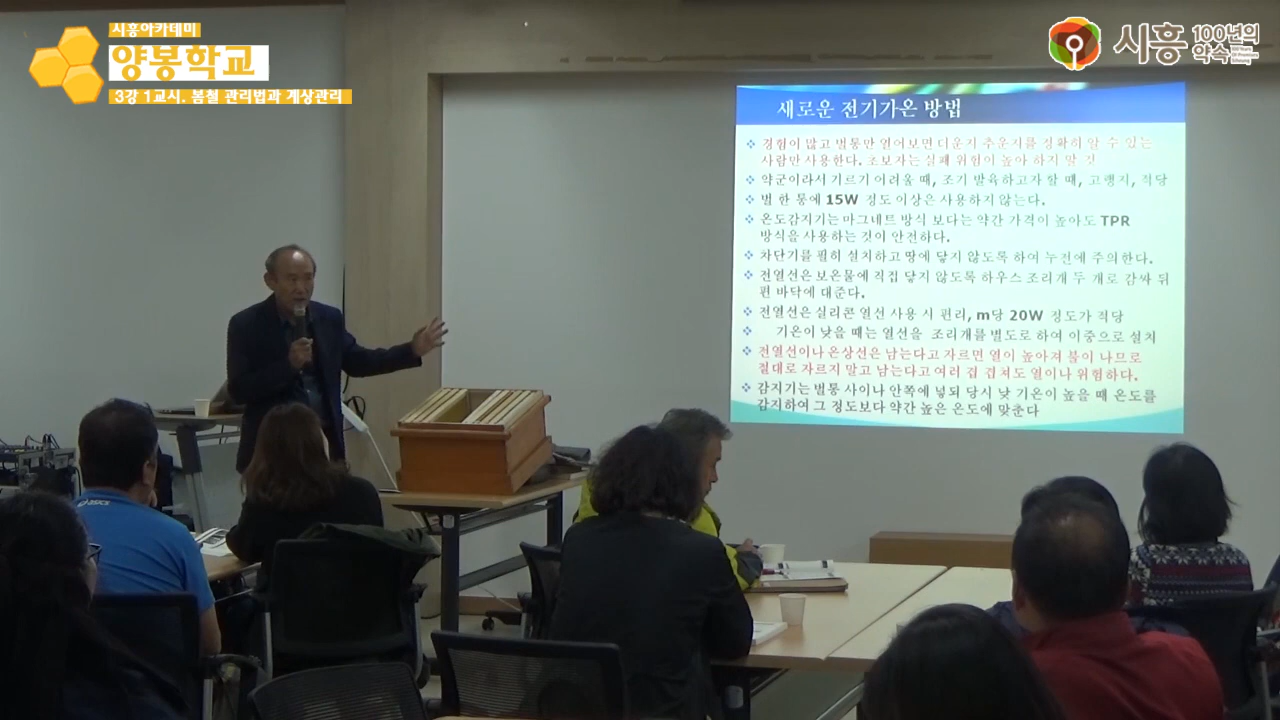 시흥아카데미
양봉학교
3강 1교시. 봄철 관리법과 계상관리
시흥 100년의
약속
새로운 전기가온 방법
경험이 많고 벌통만 열어보면 더운지 추운지를 정확히 알 수 있는
사람만 사용한다. 초보자는 실패 위험이 높아 하지 말 것
약군이라서 기르기 어려울 때, 조기 발육하고자 할 때, 고랭지, 적당
벌 한 통에 15W 정도 이상은 사용하지 않는다.
온도감지기는 마그네트 방식 보다는 약간 가격이 높아도 TPR
방식을 사용하는 것이 안전하다.
차단기를 필히 설치하고 땅에 닿지 않도록 하여 누전에 주의한다.
전열선은 보온물에 직접 닿지 않도록 하우스 조리개 두 개로 감싸 뒤
편 바닥에 대준다.
전열선은 실리콘 열선 사용 시 편리, m당 20W 정도가 적당
기온이 낮을 때는 열선을 조리개를 별도로 하여 이중으로 설치
전열선이나 온상선은 남는다고 자르면 열이 높아져 불이 나므로
절대로 자르지 말고 남는다고 여러 겹 겹쳐도 열이나 위험하다.
감지기는 벌통 사이나 안쪽에 넣되 당시 낮 기온이 높을 때 온도를
감지하여 그 정도보다 약간 높은 온도에 맞춘다
asics